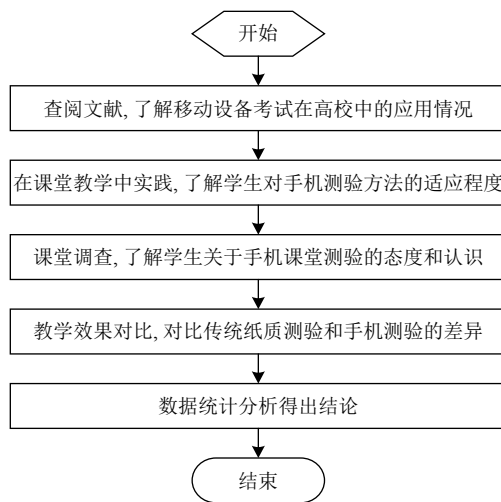 开始
查阅文献, 了解移动设备考试在高校中的应用情况
在课堂教学中实践, 了解学生对手机测验方法的适应程度
课堂调查, 了解学生关于手机课堂测验的态度和认识
教学效果对比, 对比传统纸质测验和手机测验的差异
数据统计分析得出结论
结束